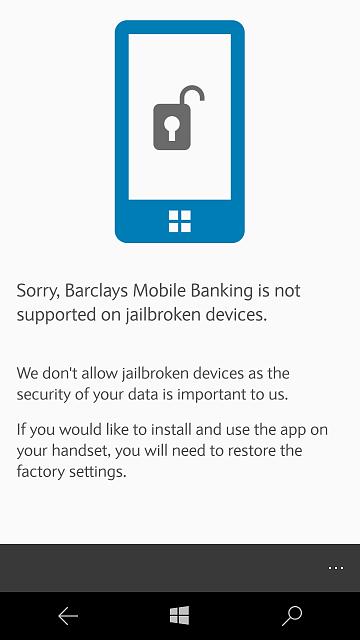 Sorry, Barclays Mobile Banking is not
supported on jailbroken devices.
We don't allow jailbroken devices as the
security of your data is important to us.
If you would like to install and use the app on
your handset, you will need to restore the
factory settings.